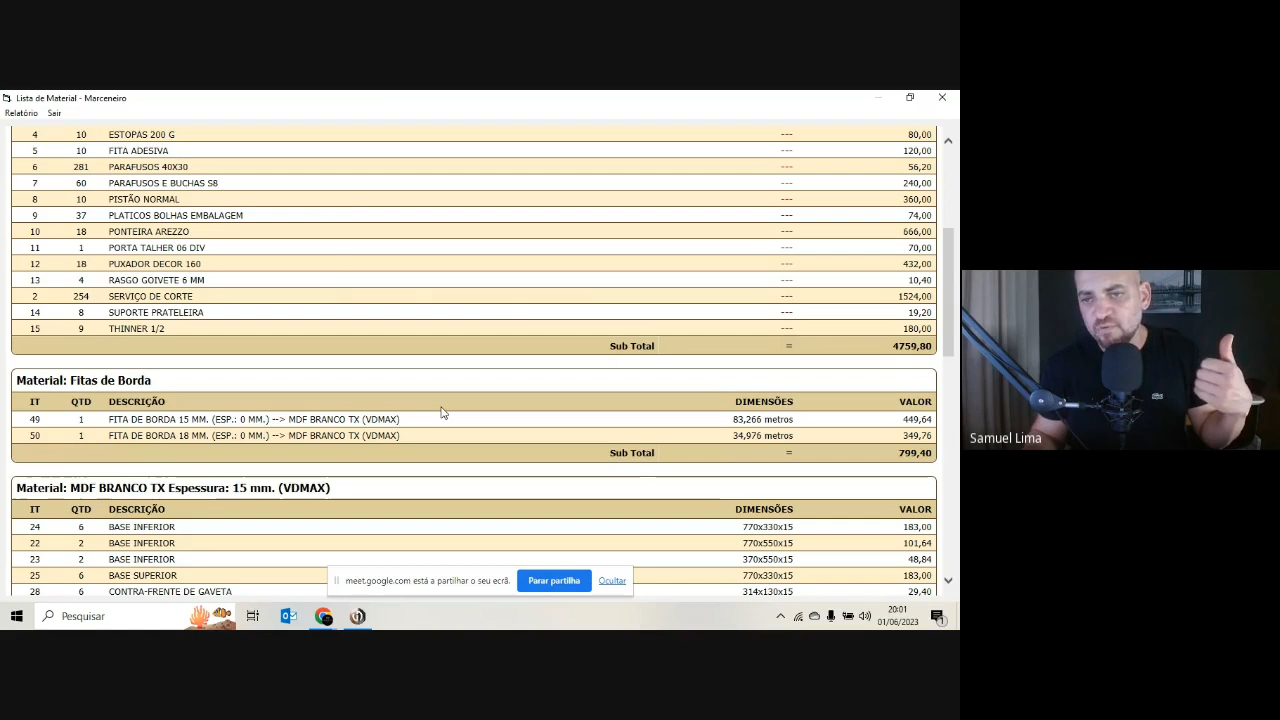 Lista de Material - Marceneiro
Relatório Sair
4 10 ESTOPAS 200 G --- 80,00
5 10 FITA ADESIVA --- 120,00
6 281 PARAFUSOS 40X30 --- 56,20
7 60 PARAFUSOS E BUCHAS S8 --- 240,00
8 10 PISTÃO NORMAL --- 360,00
9 37 PLATICOS BOLHAS EMBALAGEM --- 74,00
10 18 PONTEIRA AREZZO --- 666,00
11 1 PORTA TALHER 06 DIV --- 70,00
12 18 PUXADOR DECOR 160 --- 432,00
13 4 RASGO GOIVETE 6 MM --- 10,40
2 254 SERVIÇO DE CORTE --- 1524,00
14 8 SUPORTE PRATELEIRA --- 19,20
15 9 THINNER 1/2 --- 180,00
Sub Total = 4759,80
Material: Fitas de Borda
IT QTD DESCRIÇÃO DIMENSÕES VALOR
49 1 FITA DE BORDA 15 MM. (ESP.: 0 MM.) --> MDF BRANCO TX (VDMAX) 83,266 metros 449,64
50 1 FITA DE BORDA 18 MM. (ESP.: 0 MM.) --> MDF BRANCO TX (VDMAX) 34,976 metros 349,76
Sub Total = 799,40
Material: MDF BRANCO TX Espessura: 15 mm. (VDMAX)
IT QTD DESCRIÇÃO DIMENSÕES VALOR
24 6 BASE INFERIOR 770x330x15 183,00
22 2 BASE INFERIOR 770x550x15 101,64
23 2 BASE INFERIOR 370x550x15 48,84
25 6 BASE SUPERIOR 770x330x15 183,00
28 6 CONTRA-FRENTE DE GAVETA 314x130x15 29,40
meet.google.com está a partilhar o seu ecrã. Parar partilha Ocultar
Pesquisar
20:01
01/06/2023
1
Samuel Lima